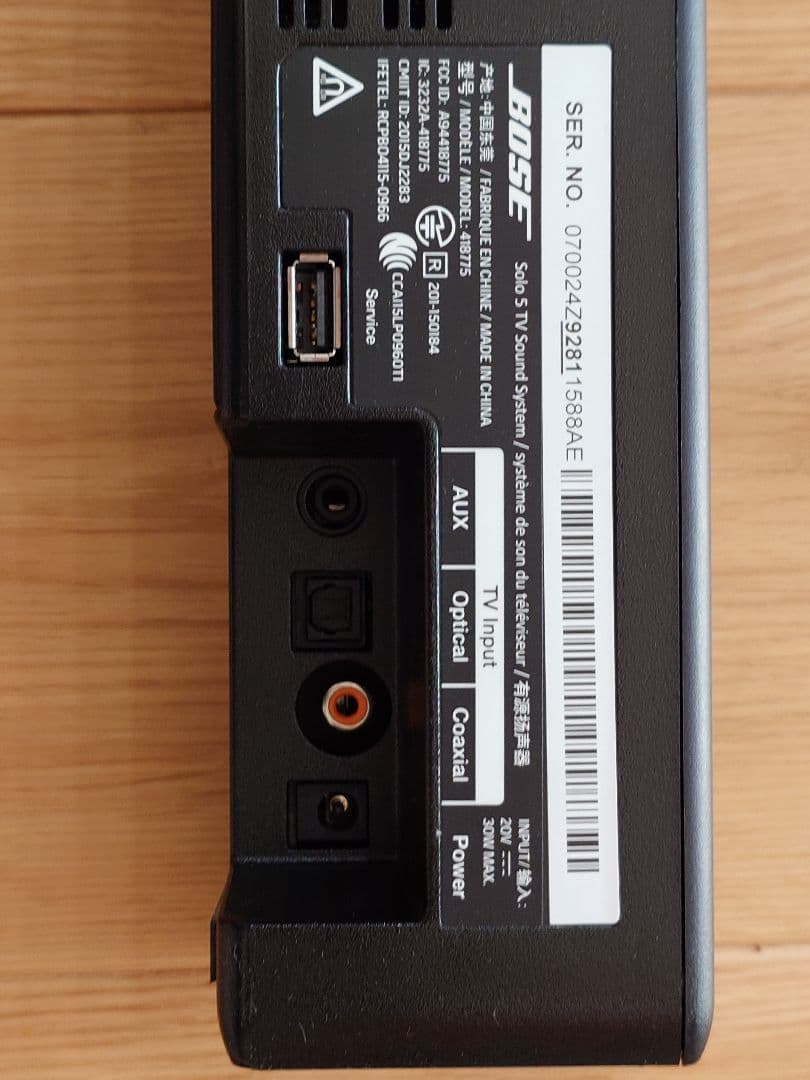 SER. NO. 070024Z92811588AE
BOSE Solo 5 TV Sound System / système de son du téléviseur / 有源扬声器
产地: 中国东莞 / FABRIQUE EN CHINE / MADE IN CHINA
型号 / MODÈLE / MODEL: 418775
FCC ID: A94418775
IC: 3232A-418775
CMIIT ID: 2015DJ2283
IFETEL: RCPBO4115-0966
R 201-150184
CCAI15LP0960T1
Service
INPUT/ 输入:
20V
30W MAX.
TV Input
AUX Optical Coaxial Power